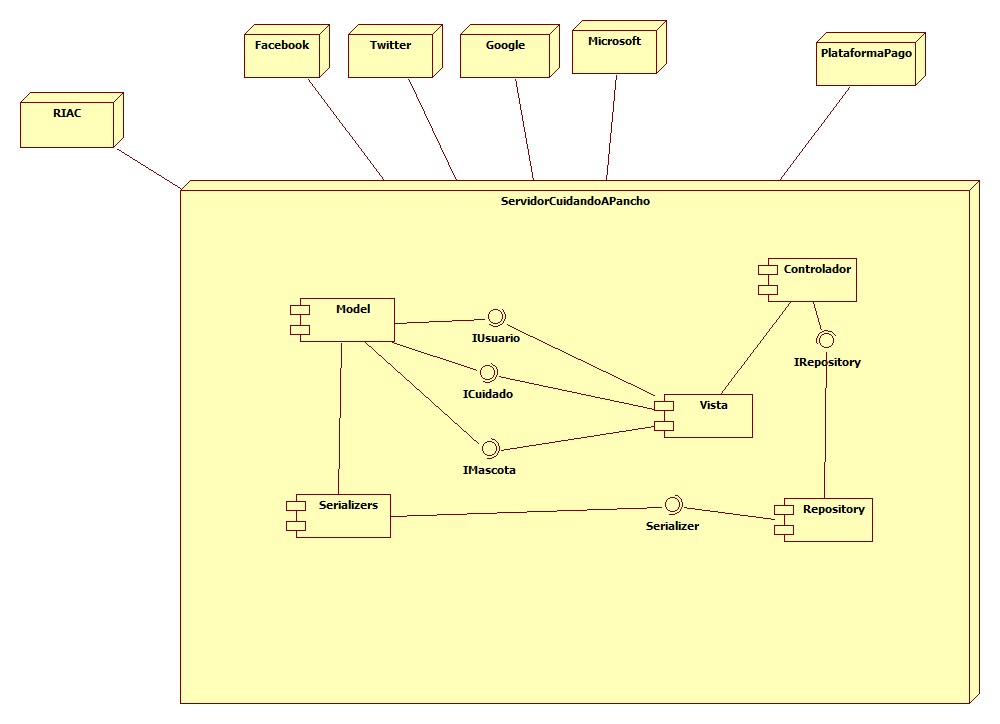 Facebook
Twitter
Google
Microsoft
PlataformaPago
RIAC
ServidorCuidandoAPancho
Controlador
Model
IUsuario
IRepository
ICuidado
Vista
IMascota
Serializers
Serializer
Repository